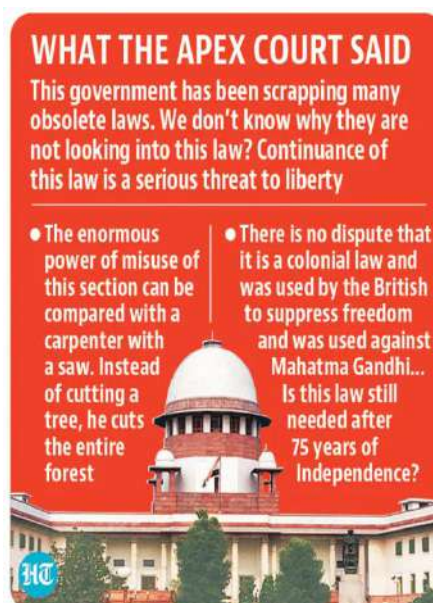 WHAT THE APEX COURT SAID
This government has been scrapping many
obsolete laws. We don't know why they are
not looking into this law? Continuance of
this law is a serious threat to liberty
● The enormous
power of misuse of
this section can be
compared with a
carpenter with
a saw. Instead
of cutting a
tree, he cuts
the entire
forest
● There is no dispute that
it is a colonial law and
was used by the British
to suppress freedom
and was used against
Mahatma Gandhi...
Is this law still
needed after
75 years of
Independence?
HT